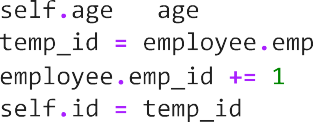 self.age   age
temp_id = employee.emp
employee.emp_id += 1
self.id = temp_id